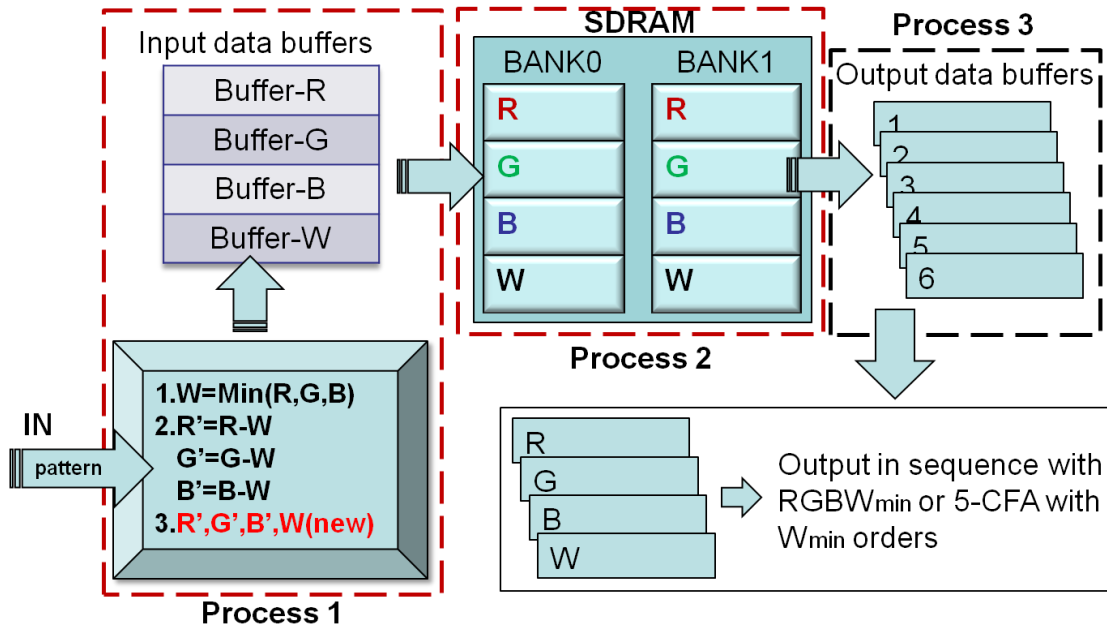 Input data buffers
Buffer-R
Buffer-G
Buffer-B
Buffer-W
IN
pattern
1.W=Min(R,G,B)
2.R’=R-W
G’=G-W
B’=B-W
3.R’,G’,B’,W(new)
Process 1
SDRAM
BANK0
BANK1
R
G
B
W
R
G
B
W
Process 2
Process 3
Output data buffers
1
2
3
4
5
6
R
G
B
W
Output in sequence with
RGBWmin or 5-CFA with
Wmin orders